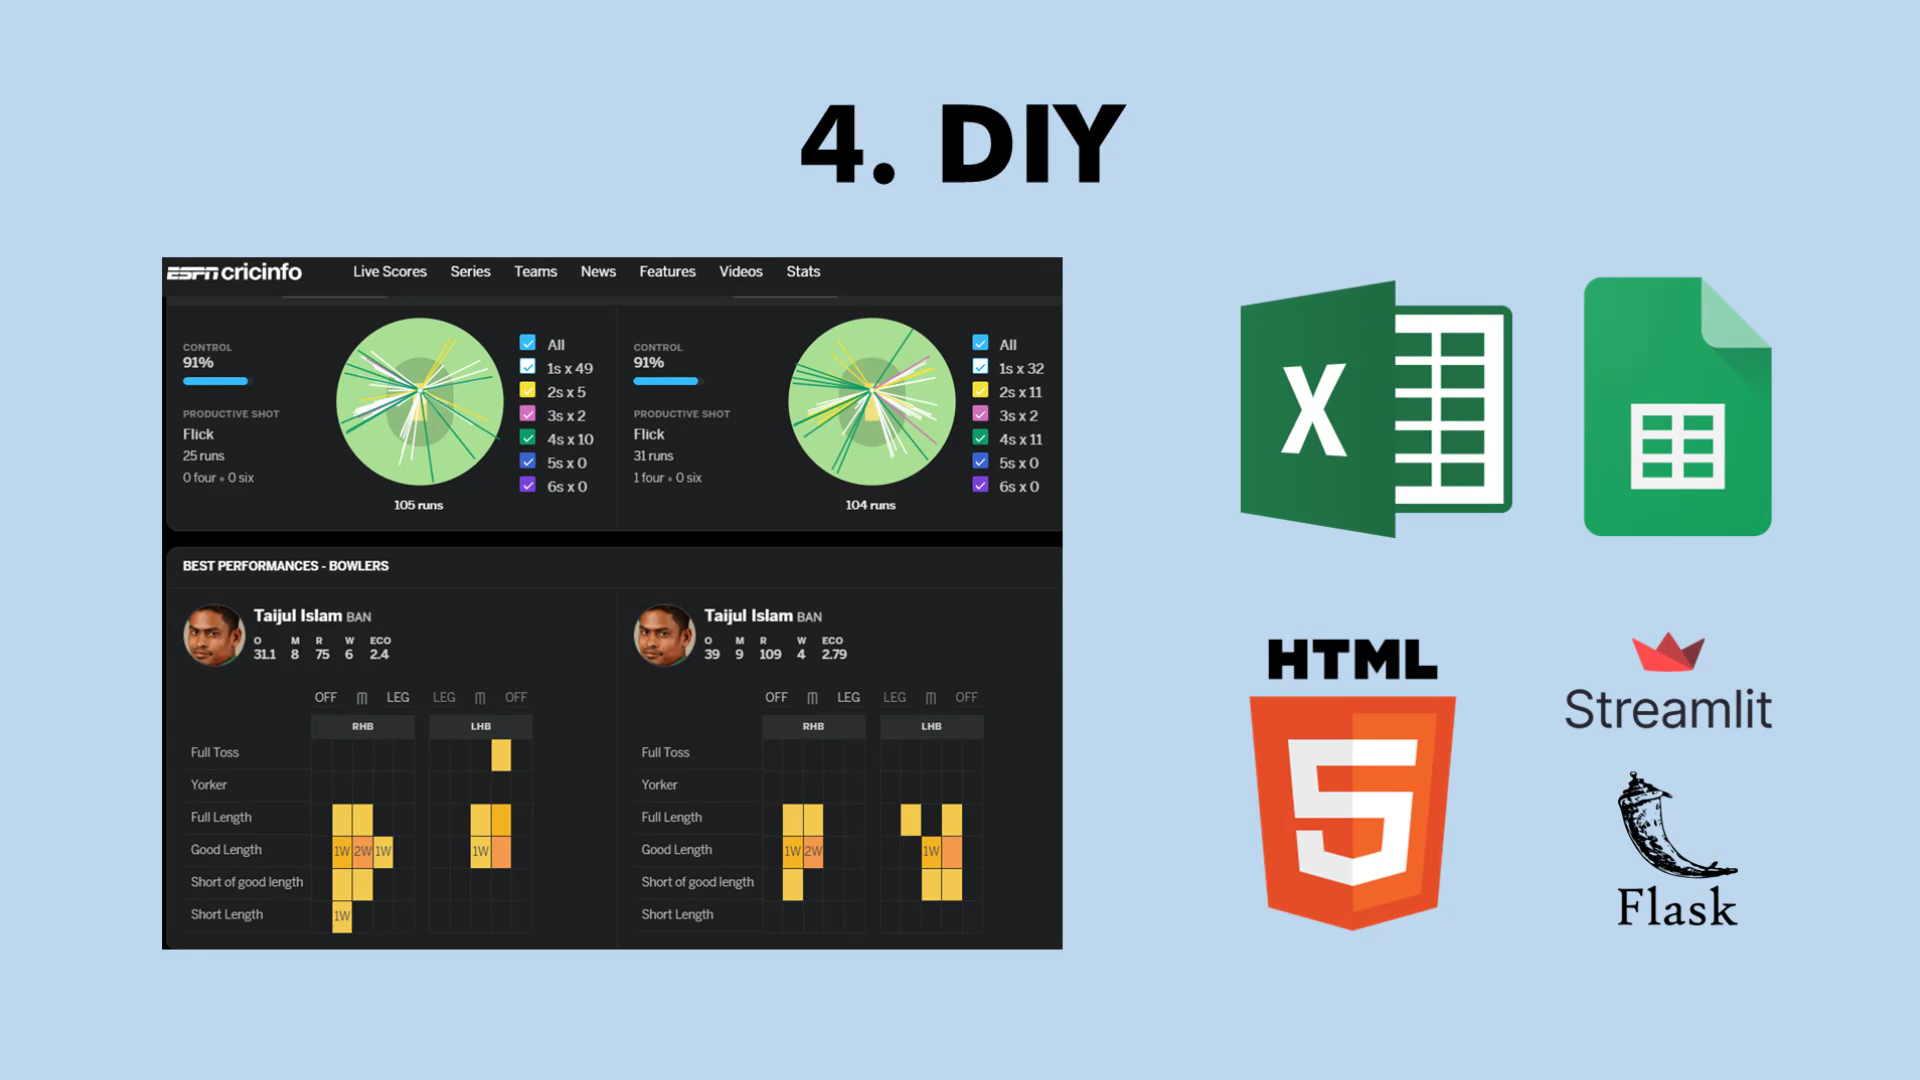 4. DIY
ESPN cricinfo Live Scores Series Teams News Features Videos Stats
CONTROL
91%
PRODUCTIVE SHOT
Flick
25 runs
0 four • 0 six
105 runs
All
1s x 49
2s x 5
3s x 2
4s x 10
5s x 0
6s x 0
CONTROL
91%
PRODUCTIVE SHOT
Flick
31 runs
1 four • 0 six
104 runs
All
1s x 32
2s x 11
3s x 2
4s x 11
5s x 0
6s x 0
BEST PERFORMANCES - BOWLERS
Taijul Islam BAN
O M R W ECO
31.1 8 75 6 2.4
OFF LEG LEG OFF
RHB LHB
Full Toss
Yorker
Full Length
Good Length 1W 2W 1W 1W
Short of good length
Short Length 1W
Taijul Islam BAN
O M R W ECO
39 9 109 4 2.79
OFF LEG LEG OFF
RHB LHB
Full Toss
Yorker
Full Length
Good Length 1W 2W 1W
Short of good length
Short Length
X
HTML
5
Streamlit
Flask